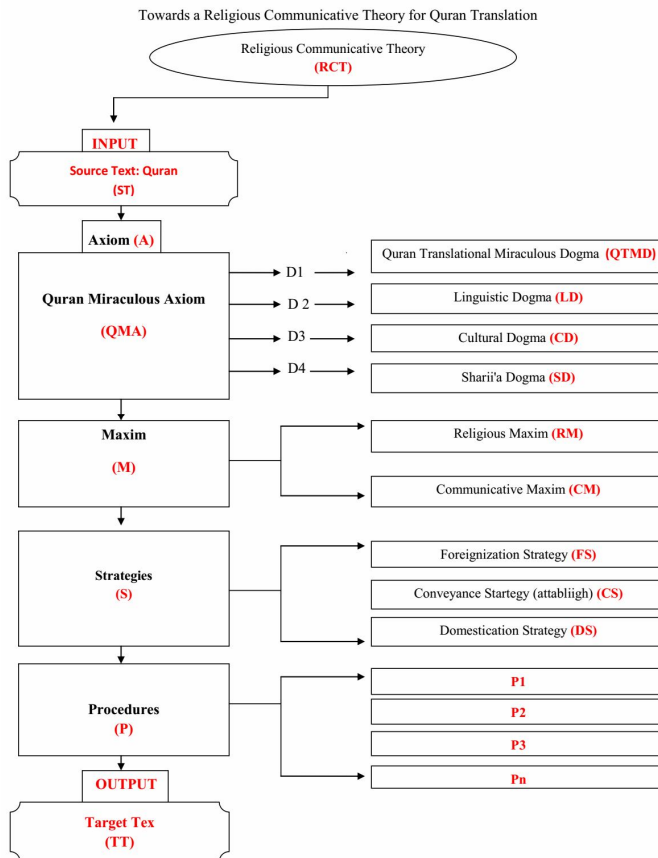 Towards a Religious Communicative Theory for Quran Translation
Religious Communicative Theory
(RCT)
INPUT
Source Text: Quran
(ST)
Axiom (A)
Quran Miraculous Axiom
(QMA)
D1
Quran Translational Miraculous Dogma (QTMD)
D 2
Linguistic Dogma (LD)
D3
Cultural Dogma (CD)
D4
Sharii'a Dogma (SD)
Maxim
(M)
Religious Maxim (RM)
Communicative Maxim (CM)
Strategies
(S)
Foreignization Strategy (FS)
Conveyance Startegy (attabliigh) (CS)
Domestication Strategy (DS)
Procedures
(P)
P1
P2
P3
Pn
OUTPUT
Target Tex
(TT)